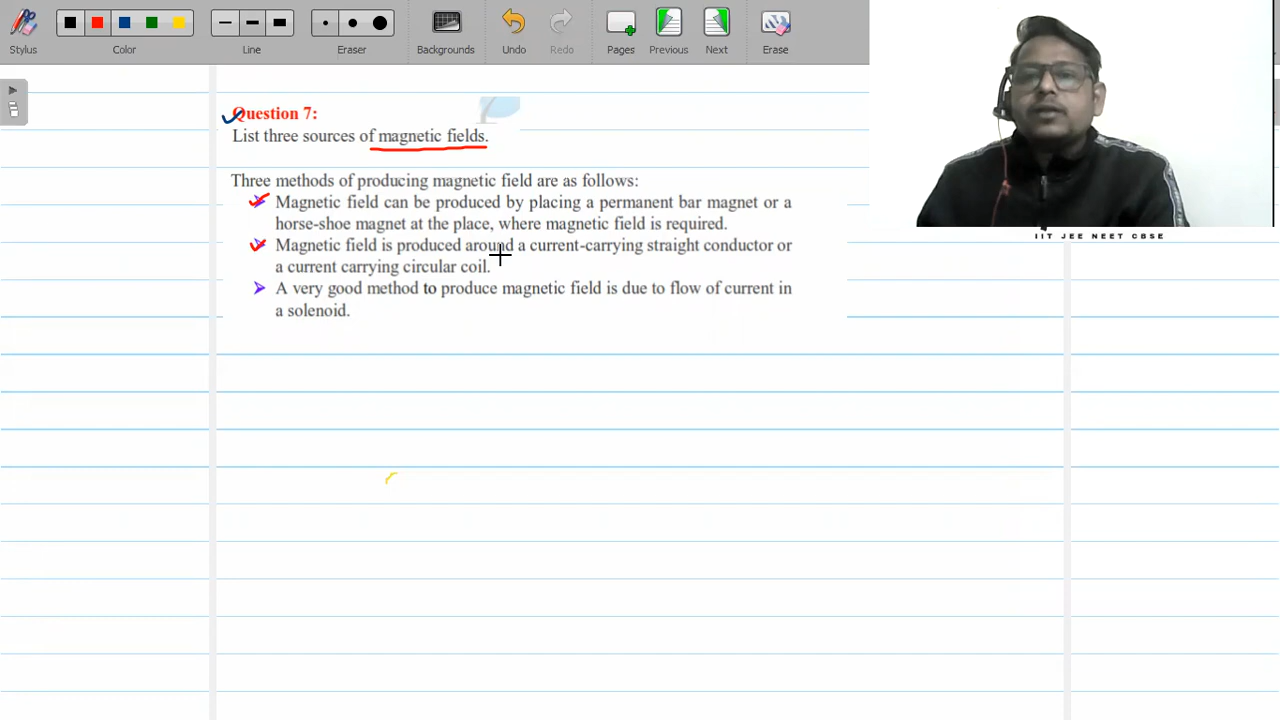 Stylus
Color
Line
Eraser
Backgrounds
Undo
Redo
Pages
Previous
Next
Erase
Question 7:
List three sources of magnetic fields.
Three methods of producing magnetic field are as follows:
Magnetic field can be produced by placing a permanent bar magnet or a
horse-shoe magnet at the place, where magnetic field is required.
Magnetic field is produced around a current-carrying straight conductor or
a current carrying circular coil.
A very good method to produce magnetic field is due to flow of current in
a solenoid.
IIT JEE NEET CBSE